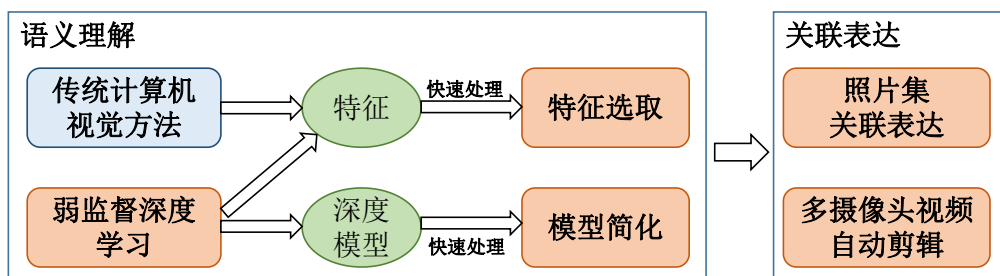 语义理解
传统计算机
视觉方法
特征
快速处理
特征选取
弱监督深度
学习
深度
模型
快速处理
模型简化
关联表达
照片集
关联表达
多摄像头视频
自动剪辑